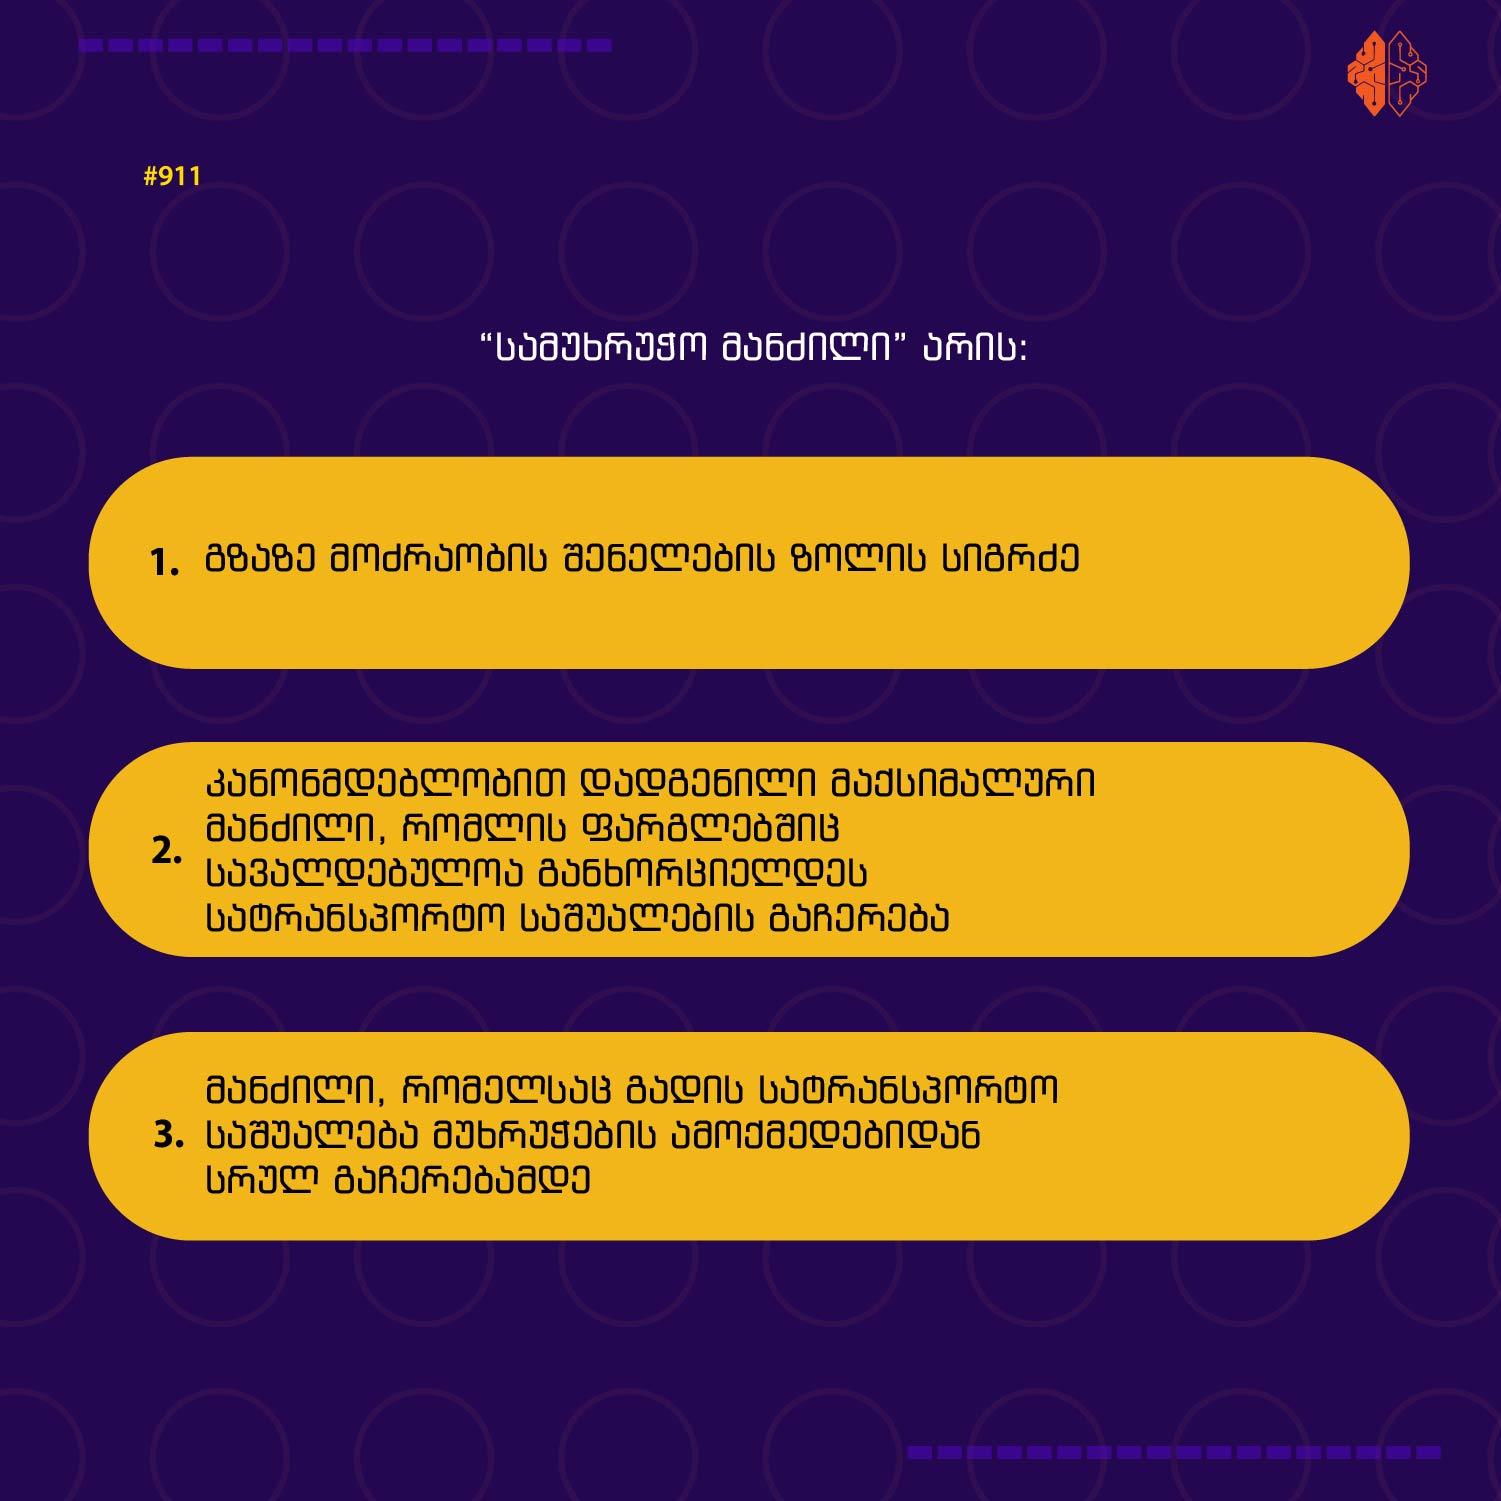 #911
“სამუხრუჭო მანძილი” არის:
1. გზაზე მოძრაობის შენელების ზოლის სიგრძე
კანონმდებლობით დადგენილი მაქსიმალური
მანძილი, რომლის ფარგლებშიც
2. სავალდებულოა განხორციელდეს
სატრანსპორტო საშუალების გაჩერება
მანძილი, რომელსაც გადის სატრანსპორტო
3. საშუალება მუხრუჭების ამოქმედებიდან
სრულ გაჩერებამდე